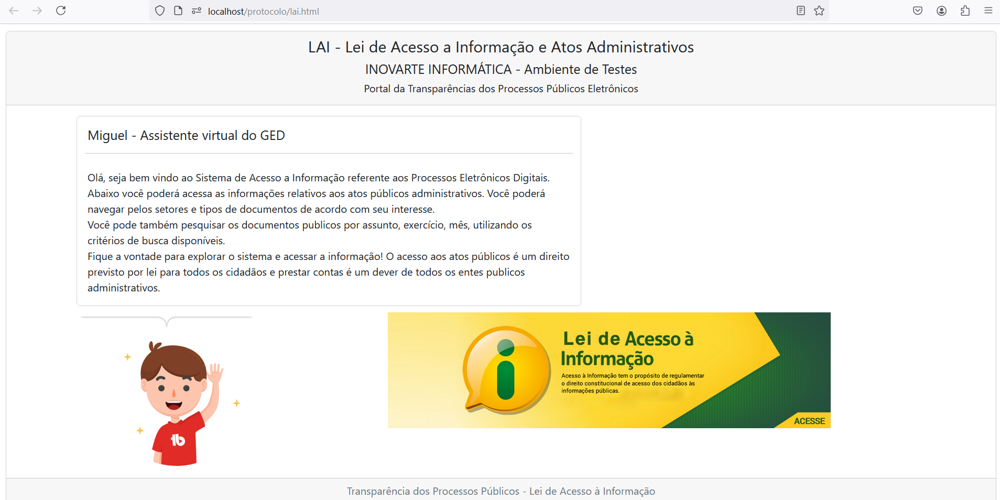 localhost/protocolo/lai.html
LAI - Lei de Acesso a Informação e Atos Administrativos
INOVARTE INFORMÁTICA - Ambiente de Testes
Portal da Transparências dos Processos Públicos Eletrônicos
Miguel - Assistente virtual do GED
Olá, seja bem vindo ao Sistema de Acesso a Informação referente aos Processos Eletrônicos Digitais.
Abaixo você poderá acessa as informações relativos aos atos públicos administrativos. Você poderá
navegar pelos setores e tipos de documentos de acordo com seu interesse.
Você pode também pesquisar os documentos publicos por assunto, exercício, mês, utilizando os
critérios de busca disponíveis.
Fique a vontade para explorar o sistema e acessar a informação! O acesso aos atos públicos é um direito
previsto por lei para todos os cidadãos e prestar contas é um dever de todos os entes publicos
administrativos.
tb
Lei de Acesso à
Informação
Acesso à Informação tem o propósito de regulamentar
o direito constitucional de acesso dos cidadãos às
informações públicas.
ACESSE
Transparência dos Processos Públicos - Lei de Acesso à Informação